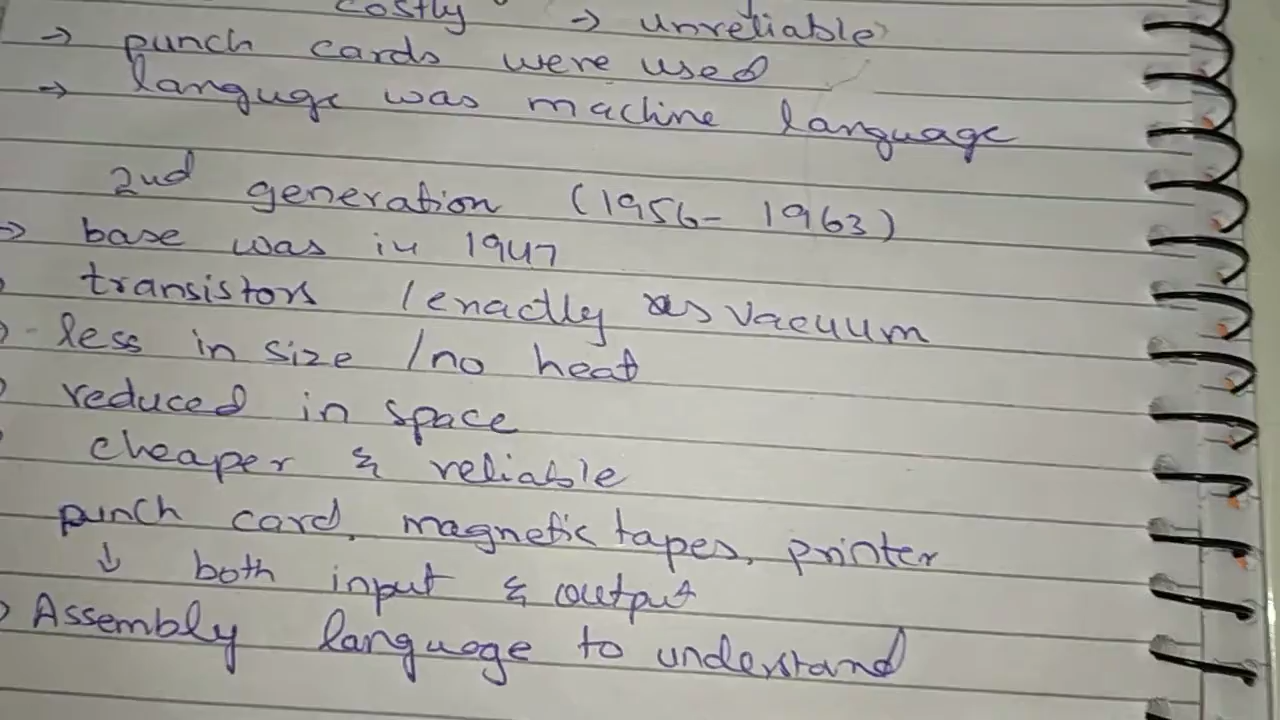 costly → unreliable
→ punch cards were used
→ languge was machine language
2nd generation (1956- 1963)
→ base was in 1947
transistors / enactly as vacuum
- less in size / no heat
reduced in space
cheaper & reliable
punch card, magnetic tapes, printer
↓ both input & output
Assembly language to understand